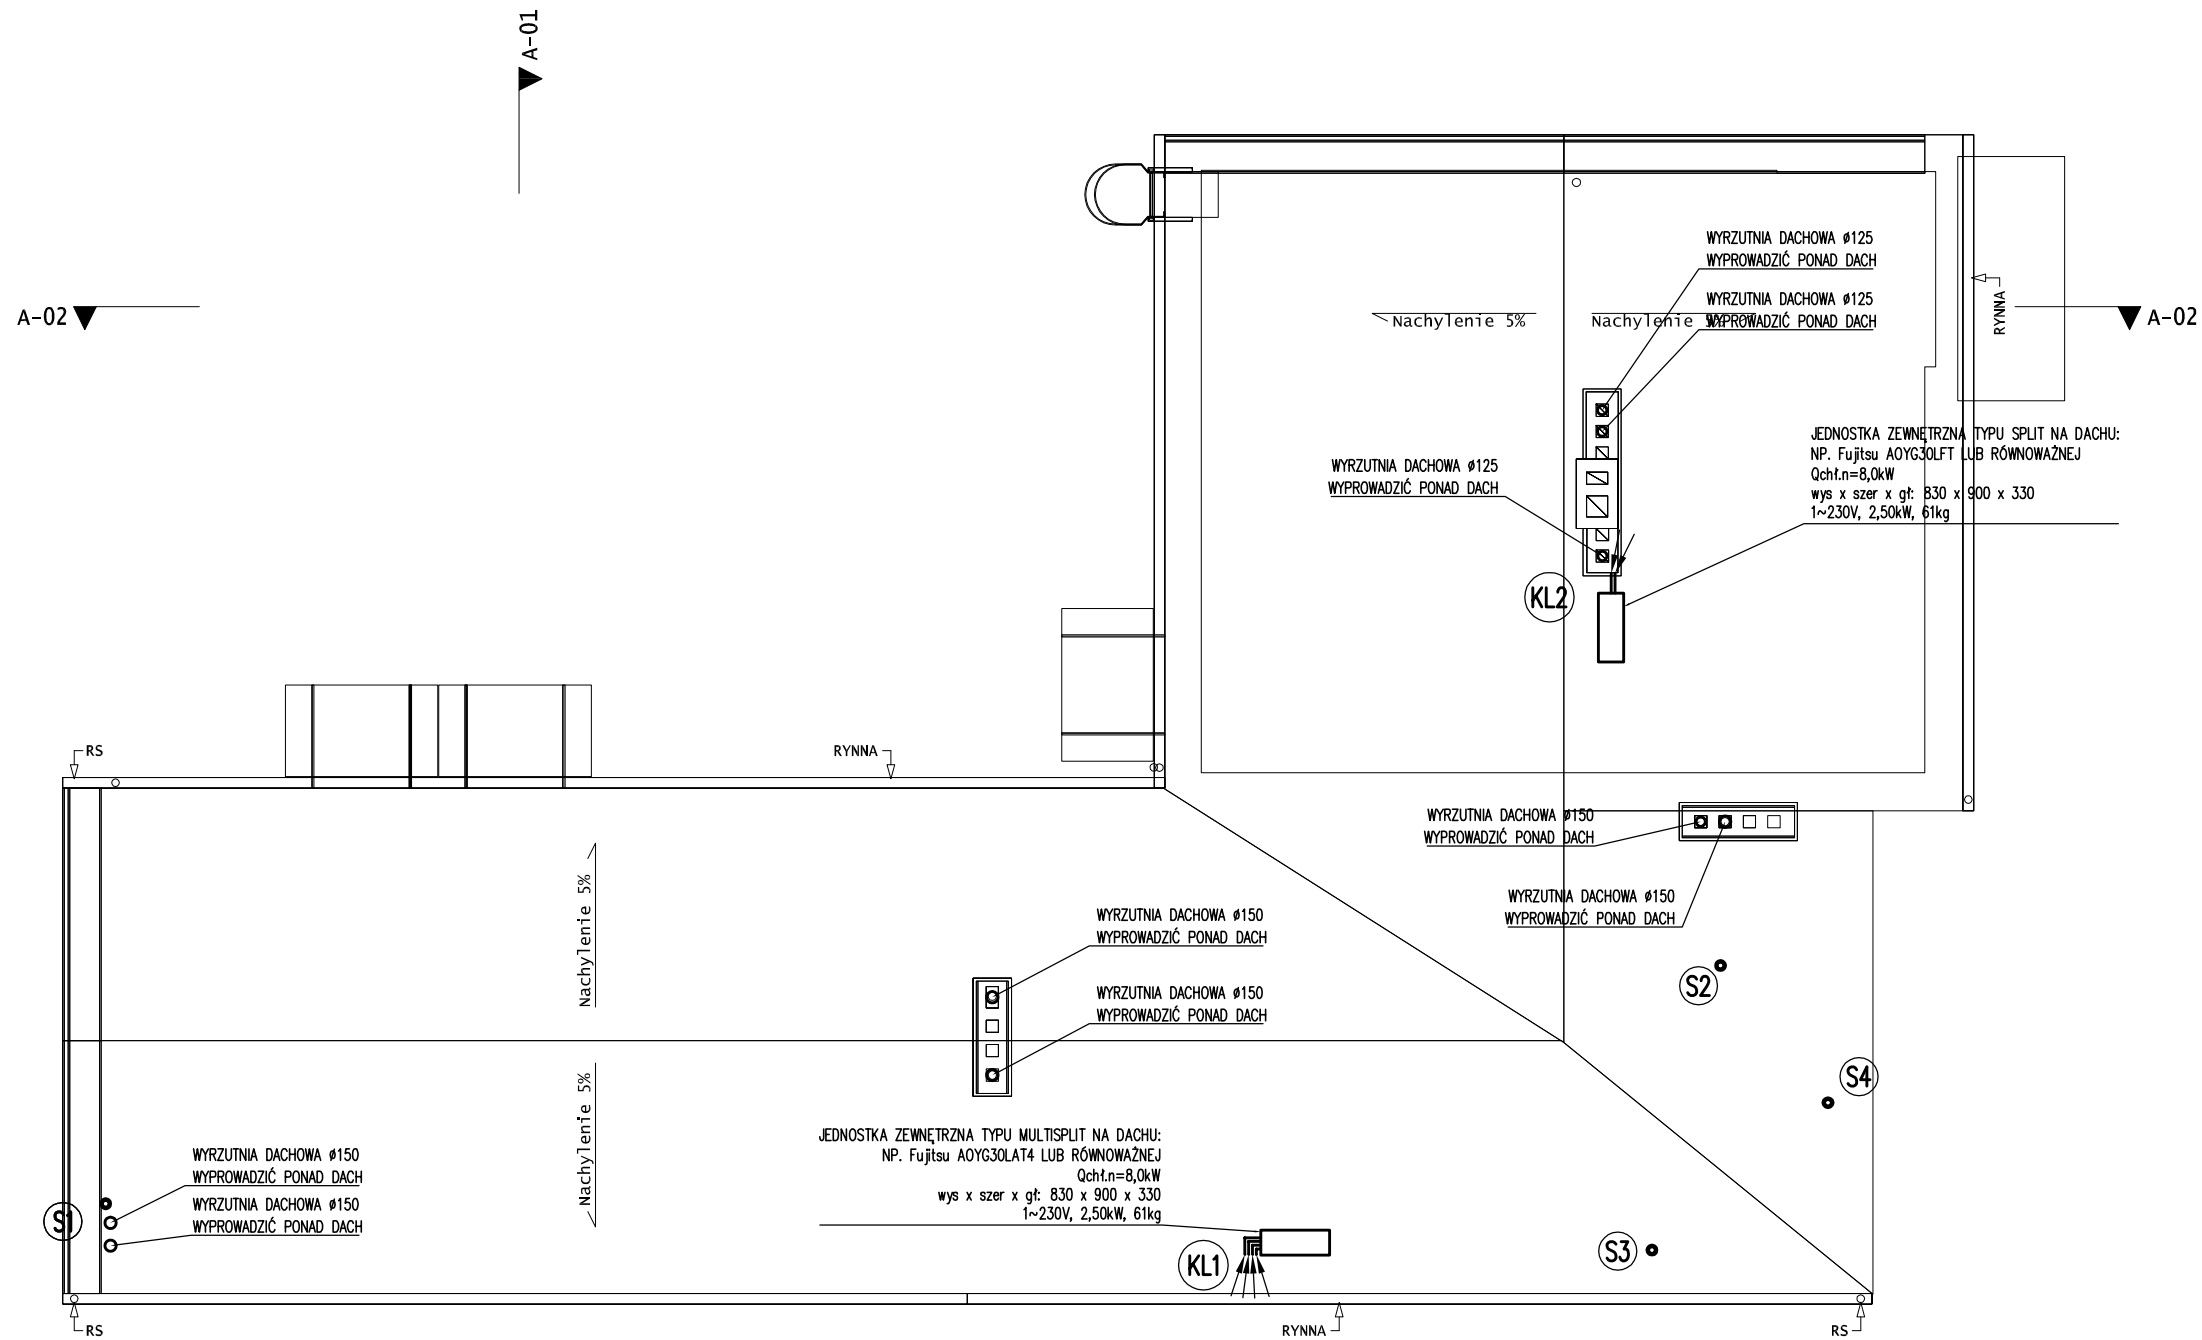 A-01
A-02
A-02
WYRZUTNIA DACHOWA ø125
WYPROWADZIĆ PONAD DACH
WYRZUTNIA DACHOWA ø125
WYPROWADZIĆ PONAD DACH
Nachylenie 5%
Nachylenie 5%
RYNNA
JEDNOSTKA ZEWNĘTRZNA TYPU SPLIT NA DACHU:
NP. Fujitsu AOYG30LFT LUB RÓWNOWAŻNEJ
Qchł.n=8,0kW
wys x szer x gł: 830 x 900 x 330
1~230V, 2,50kW, 61kg
WYRZUTNIA DACHOWA ø125
WYPROWADZIĆ PONAD DACH
KL2
RS
RYNNA
WYRZUTNIA DACHOWA ø150
WYPROWADZIĆ PONAD DACH
WYRZUTNIA DACHOWA ø150
WYPROWADZIĆ PONAD DACH
Nachylenie 5%
WYRZUTNIA DACHOWA ø150
WYPROWADZIĆ PONAD DACH
WYRZUTNIA DACHOWA ø150
WYPROWADZIĆ PONAD DACH
S2
S4
Nachylenie 5%
JEDNOSTKA ZEWNĘTRZNA TYPU MULTISPLIT NA DACHU:
NP. Fujitsu AOYG30LAT4 LUB RÓWNOWAŻNEJ
Qchł.n=8,0kW
wys x szer x gł: 830 x 900 x 330
1~230V, 2,50kW, 61kg
WYRZUTNIA DACHOWA ø150
WYPROWADZIĆ PONAD DACH
WYRZUTNIA DACHOWA ø150
WYPROWADZIĆ PONAD DACH
S1
KL1
S3
RS
RYNNA
RS